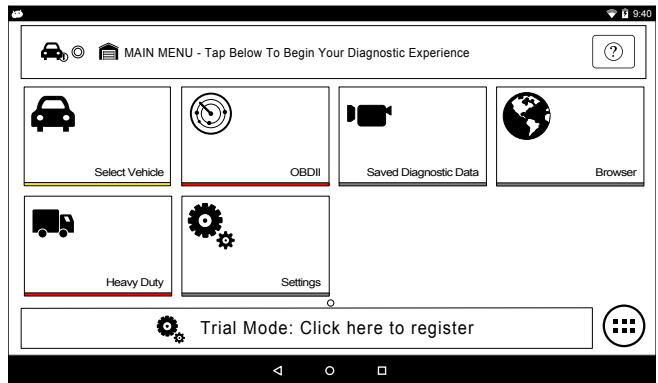 9:40
MAIN MENU - Tap Below To Begin Your Diagnostic Experience
?
Select Vehicle
OBDII
Saved Diagnostic Data
Browser
Heavy Duty
Settings
Trial Mode: Click here to register